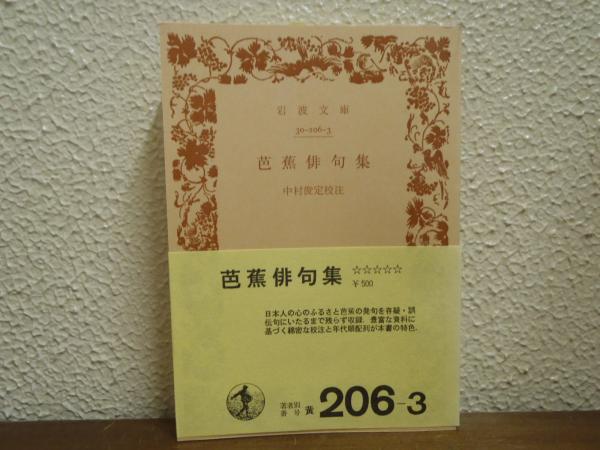 岩波文庫
30-206-3
芭蕉俳句集
中村俊定校注
芭蕉俳句集 ☆☆☆☆☆
￥500
日本人の心のふるさと芭蕉の発句を存疑・誤
伝句にいたるまで残らず収録．豊富な資料に
基づく綿密な校注と年代順配列が本書の特色．
著者別
番号 黄 206-3